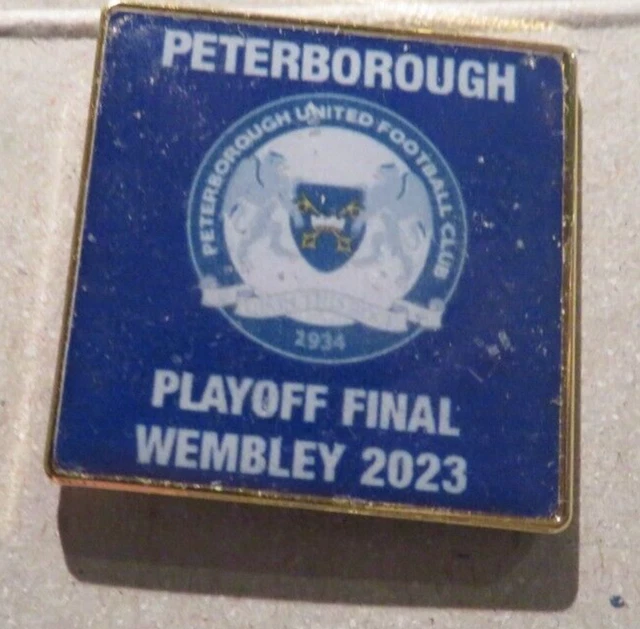 PETERBOROUGH
PETERBOROUGH UNITED FOOTBALL CLUB
1934
PLAYOFF FINAL
WEMBLEY 2023